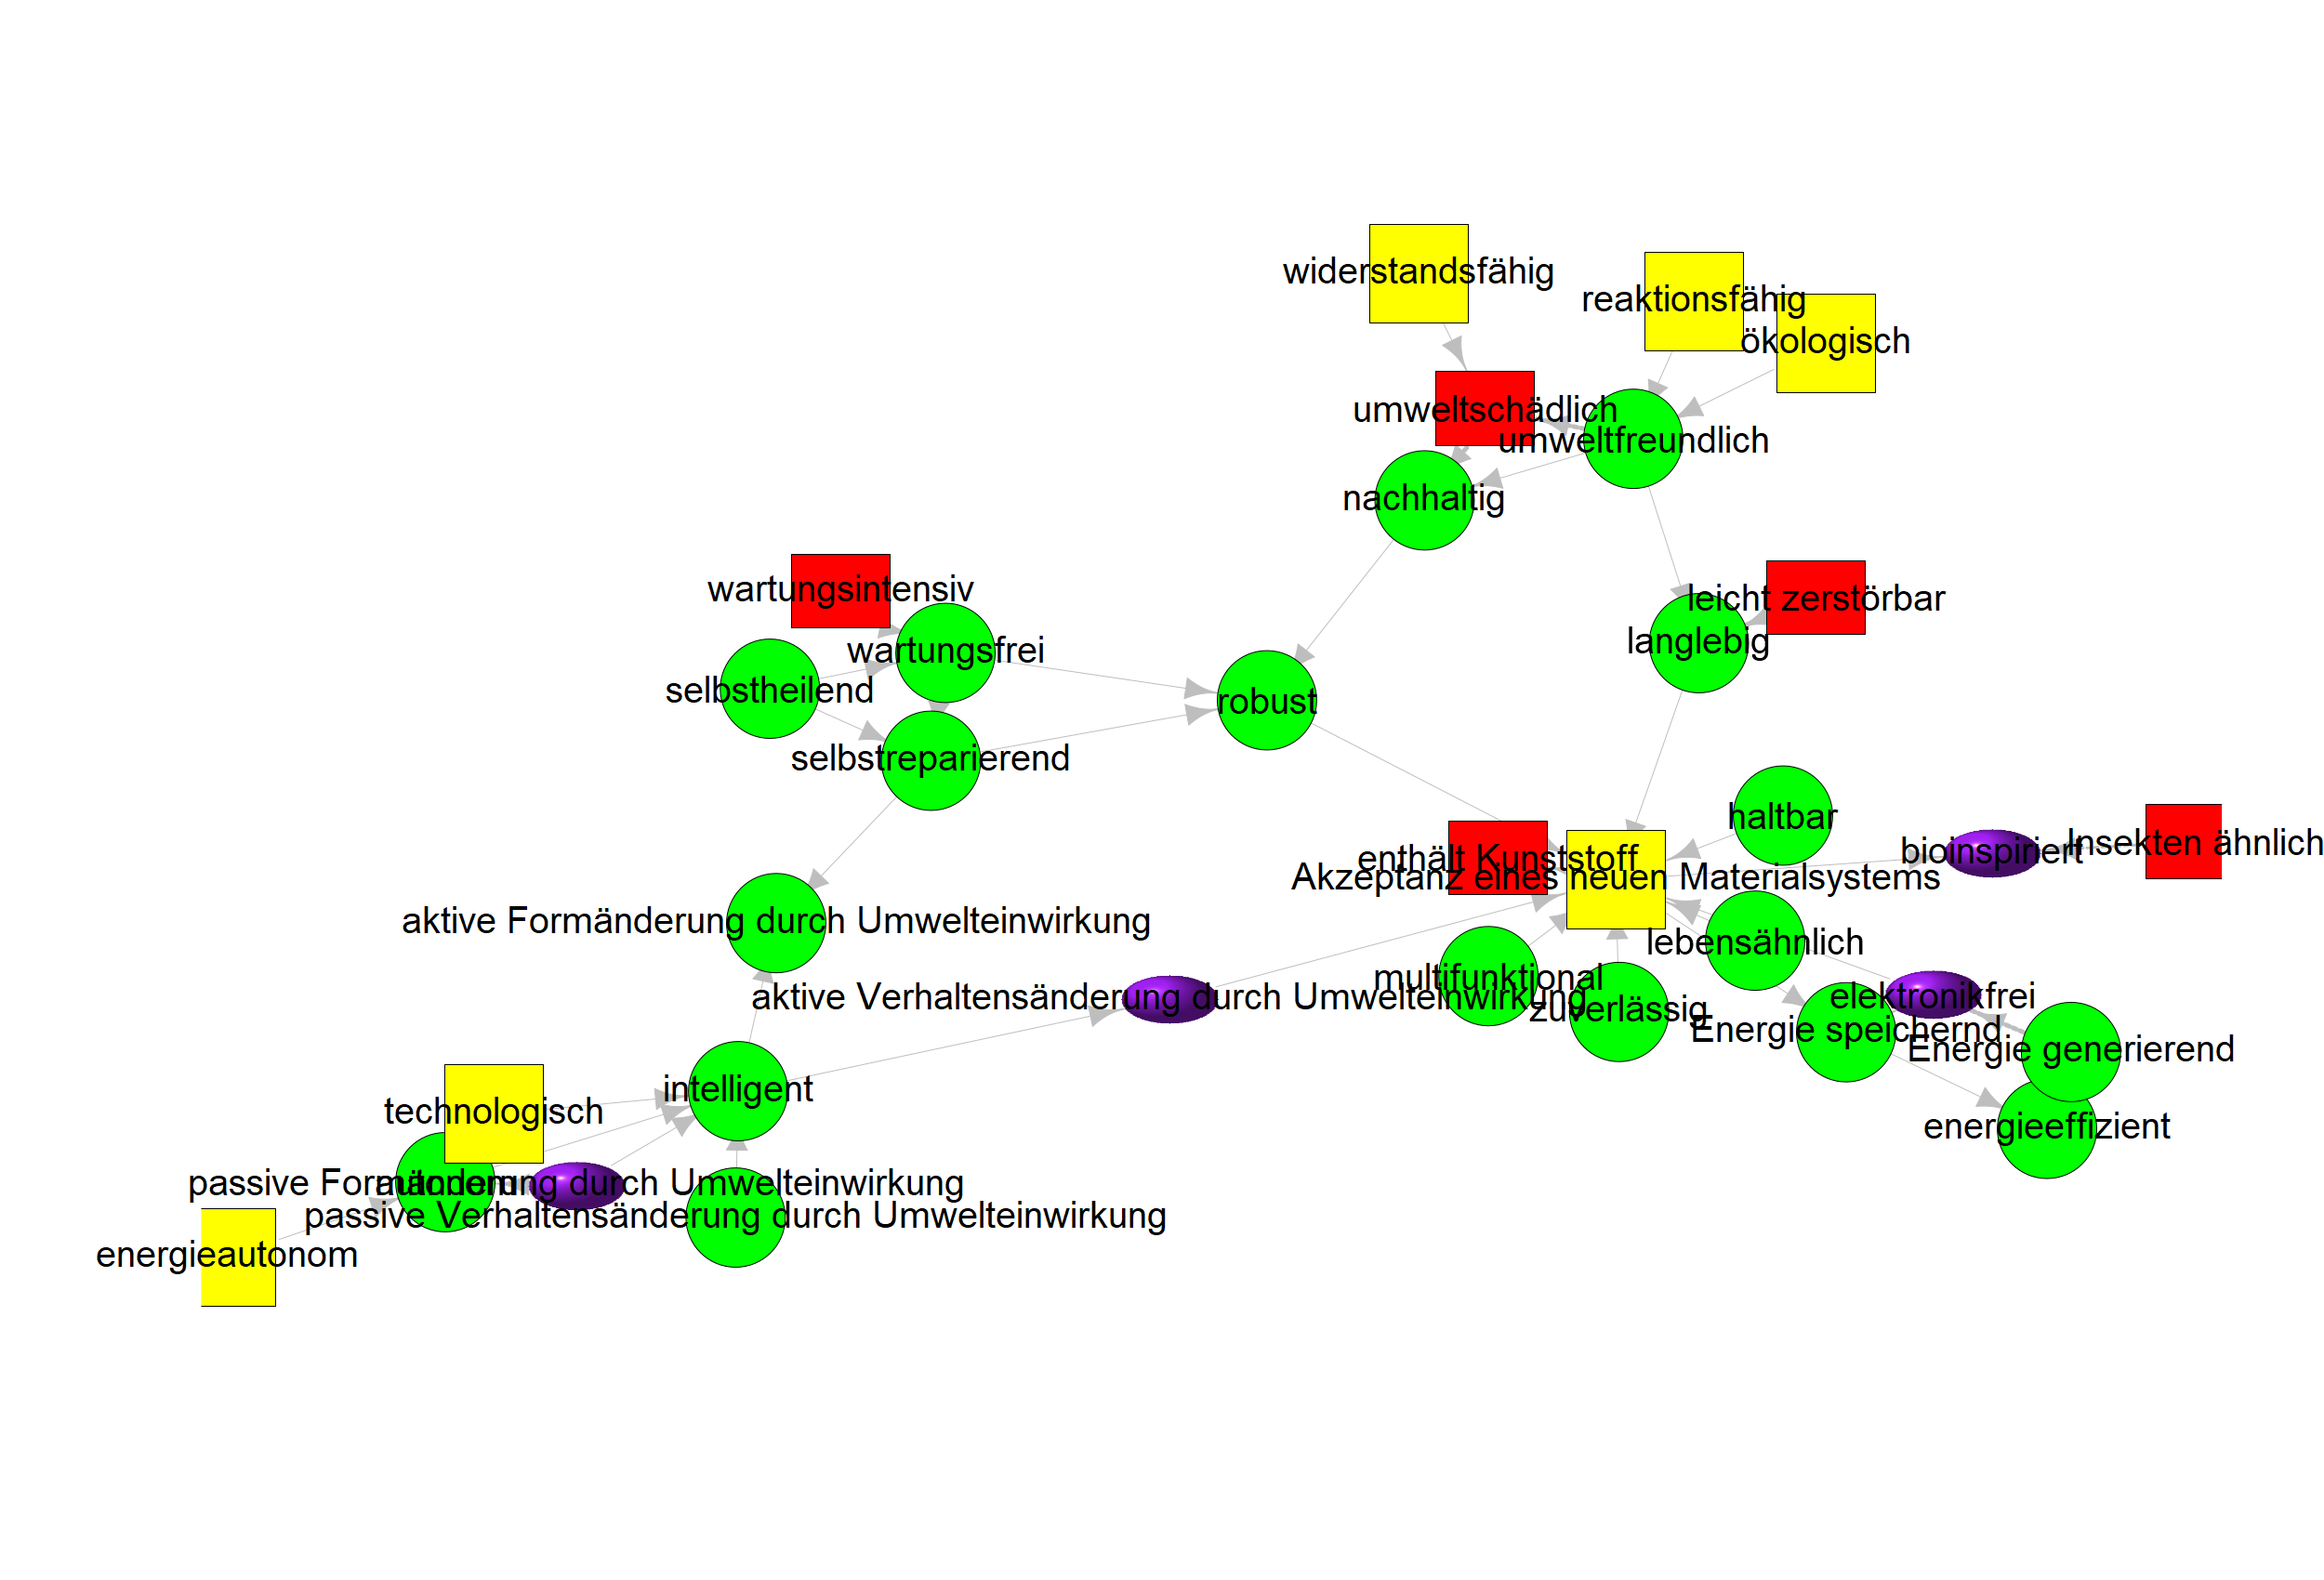 widerstandsfähig
reaktionsfähig
ökologisch
umweltschädlich
umweltfreundlich
nachhaltig
wartungsintensiv
leicht zerstörbar
wartungsfrei
langlebig
selbstheilend
robust
selbstreparierend
haltbar
Insekten ähnlich
bioinspiriert
enthält Kunststoff
Akzeptanz eines neuen Materialsystems
aktive Formänderung durch Umwelteinwirkung
lebensähnlich
multifunktional
aktive Verhaltensänderung durch Umwelteinwirkung
elektronikfrei
zuverlässig
Energie speichernd
Energie generierend
intelligent
technologisch
energieeffizient
passive Formänderung durch Umwelteinwirkung
autonom
passive Verhaltensänderung durch Umwelteinwirkung
energieautonom